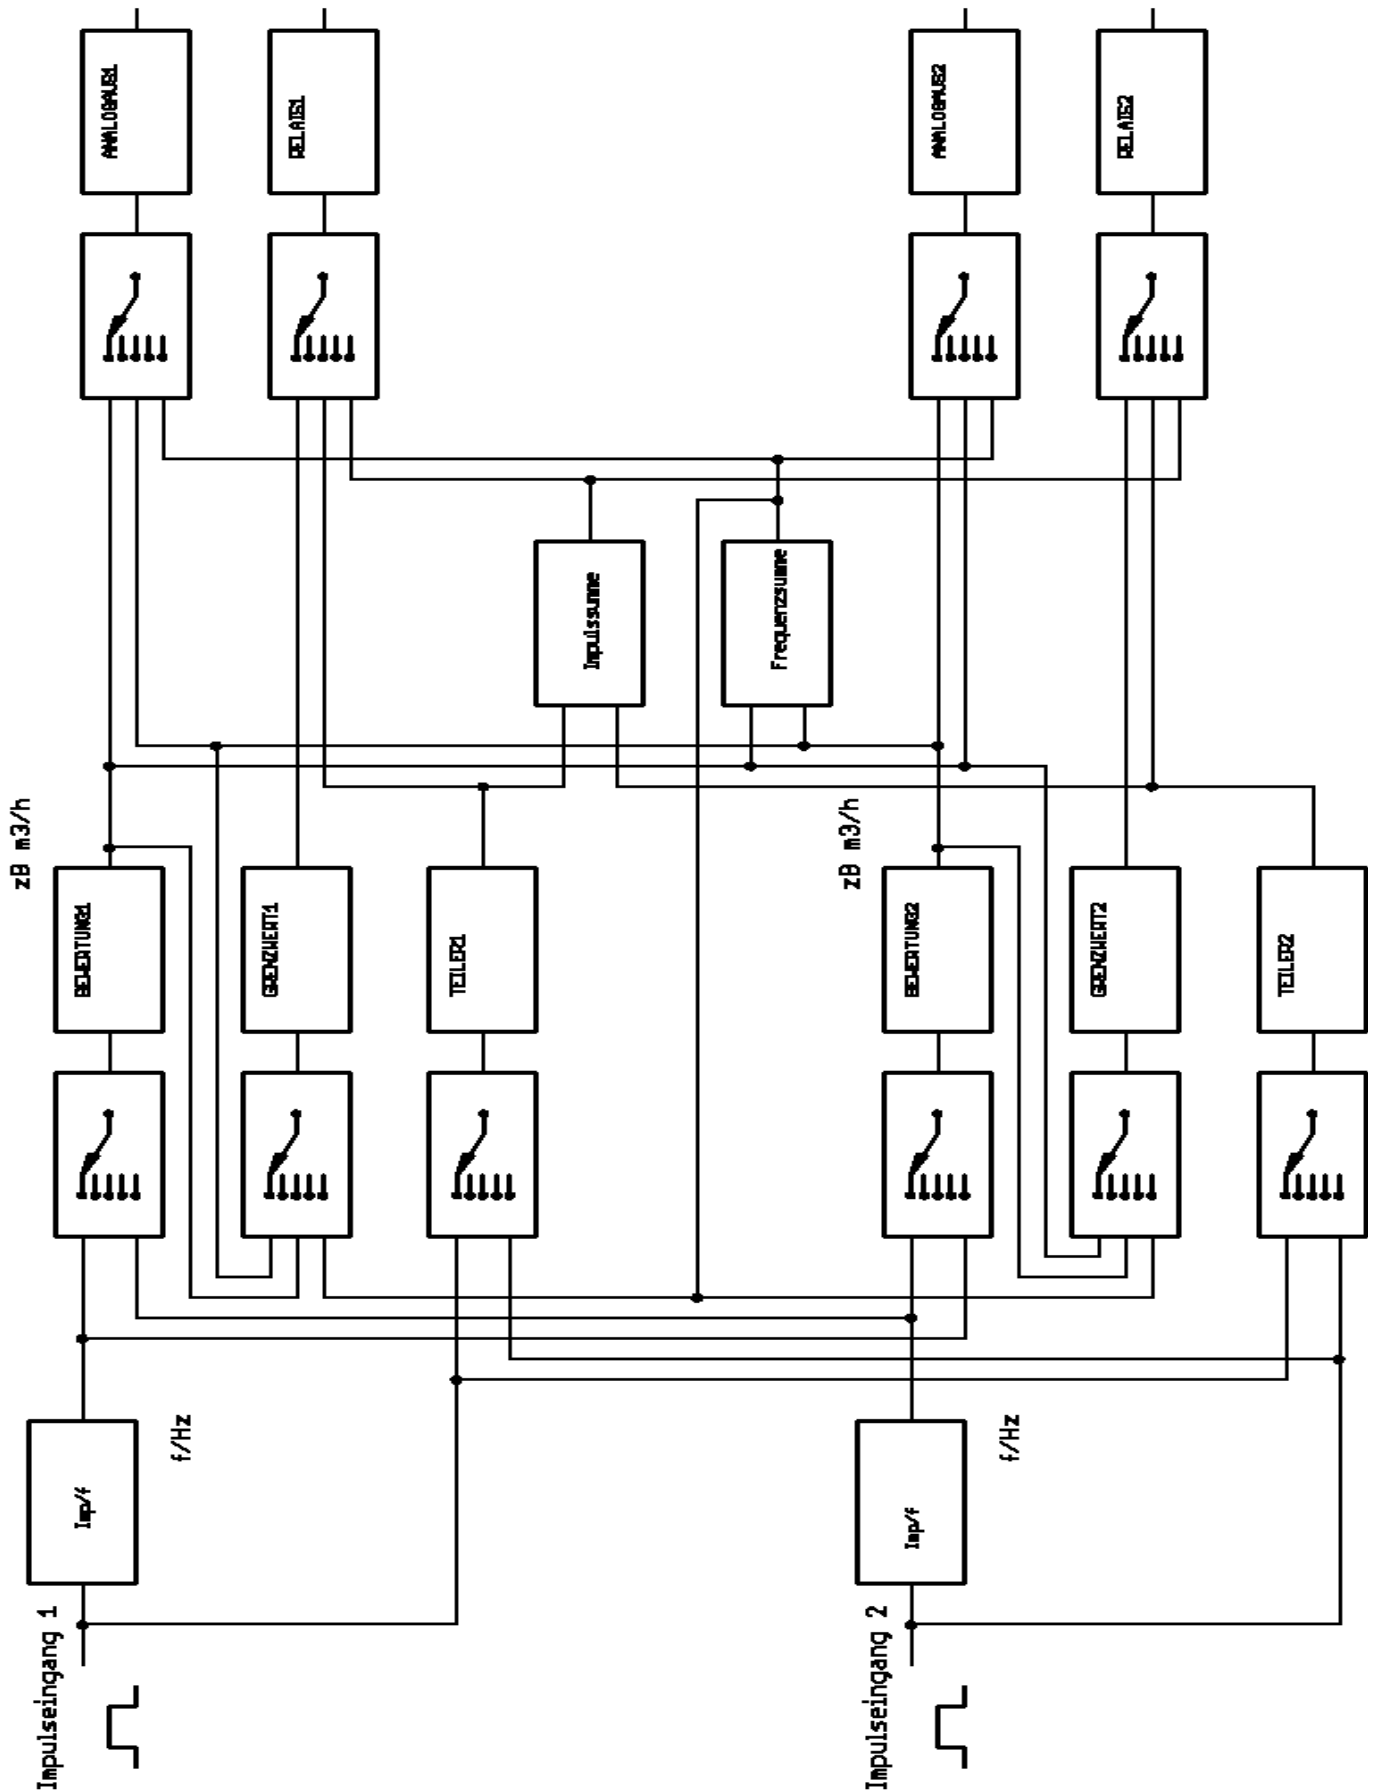 Impulseingang 1
Imp/f
f/Hz
BEWERTUNG1
zB m3/h
GRENZWERT1
TEILER1
ANALOGAUS1
RELAIS1
Impulssumme
Frequenzsumme
Impulseingang 2
Imp/f
f/Hz
BEWERTUNG2
zB m3/h
GRENZWERT2
TEILER2
ANALOGAUS2
RELAIS2